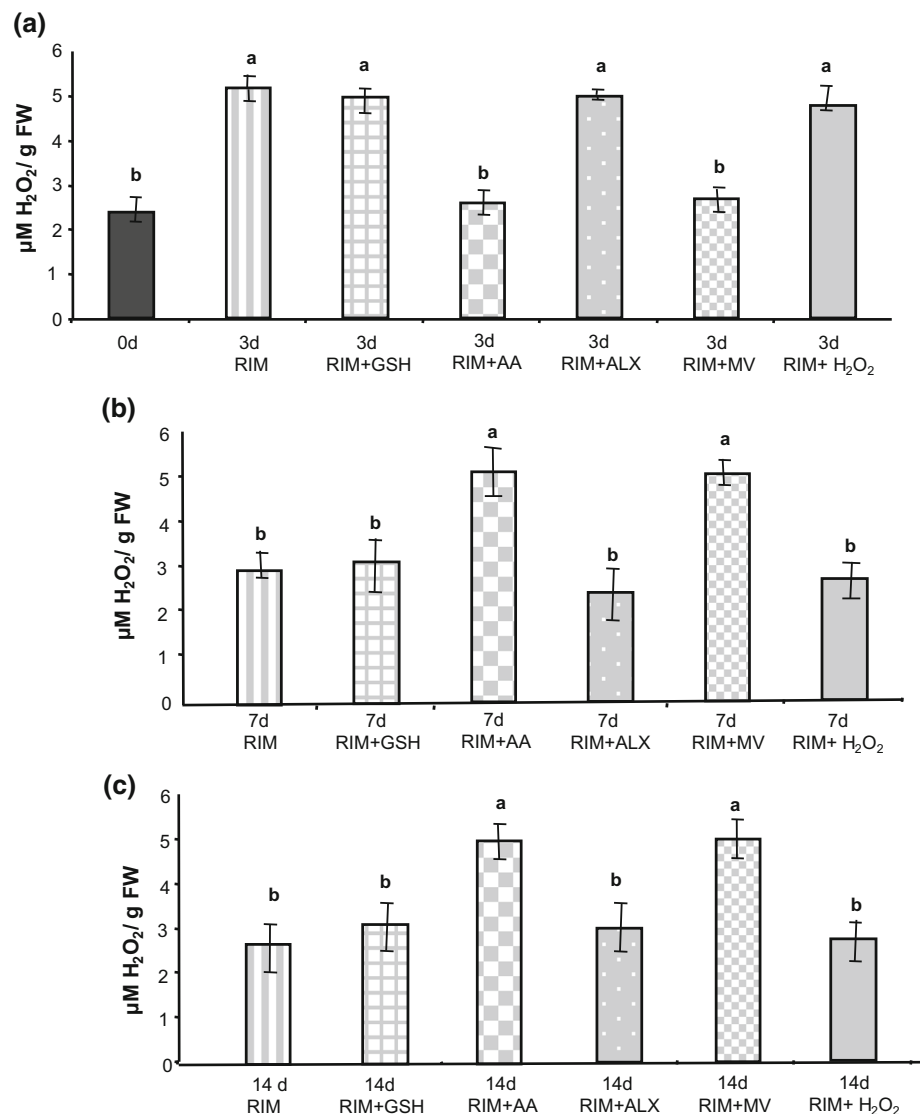 (a)
µM H₂O₂/ g FW
6
5
4
3
2
1
0
b
a
a
b
a
b
a
0d
3d
RIM
3d
RIM+GSH
3d
RIM+AA
3d
RIM+ALX
3d
RIM+MV
3d
RIM+ H₂O₂
(b)
µM H₂O₂/ g FW
6
5
4
3
2
1
0
b
b
a
b
a
b
7d
RIM
7d
RIM+GSH
7d
RIM+AA
7d
RIM+ALX
7d
RIM+MV
7d
RIM+ H₂O₂
(c)
µM H₂O₂/ g FW
6
5
4
3
2
1
0
b
b
a
b
a
b
14 d
RIM
14d
RIM+GSH
14d
RIM+AA
14d
RIM+ALX
14d
RIM+MV
14d
RIM+ H₂O₂